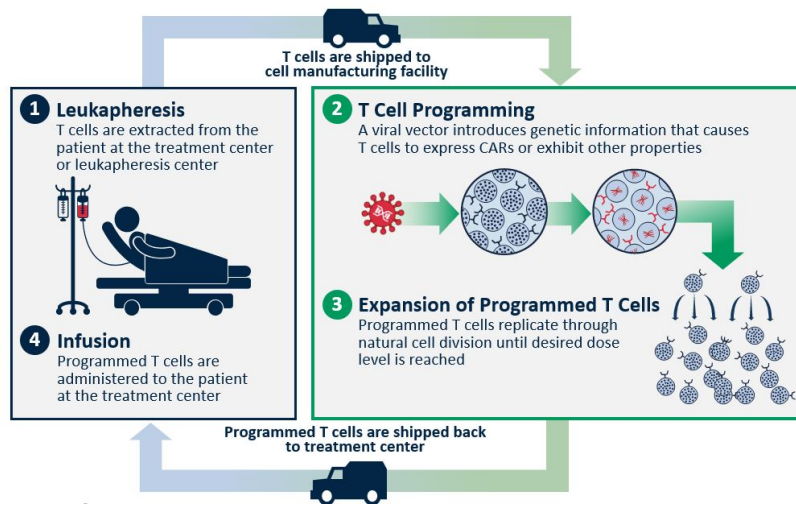 T cells are shipped to
cell manufacturing facility
1 Leukapheresis
T cells are extracted from the
patient at the treatment center
or leukapheresis center
2 T Cell Programming
A viral vector introduces genetic information that causes
T cells to express CARs or exhibit other properties
3 Expansion of Programmed T Cells
Programmed T cells replicate through
natural cell division until desired dose
level is reached
4 Infusion
Programmed T cells are
administered to the patient
at the treatment center
Programmed T cells are shipped back
to treatment center